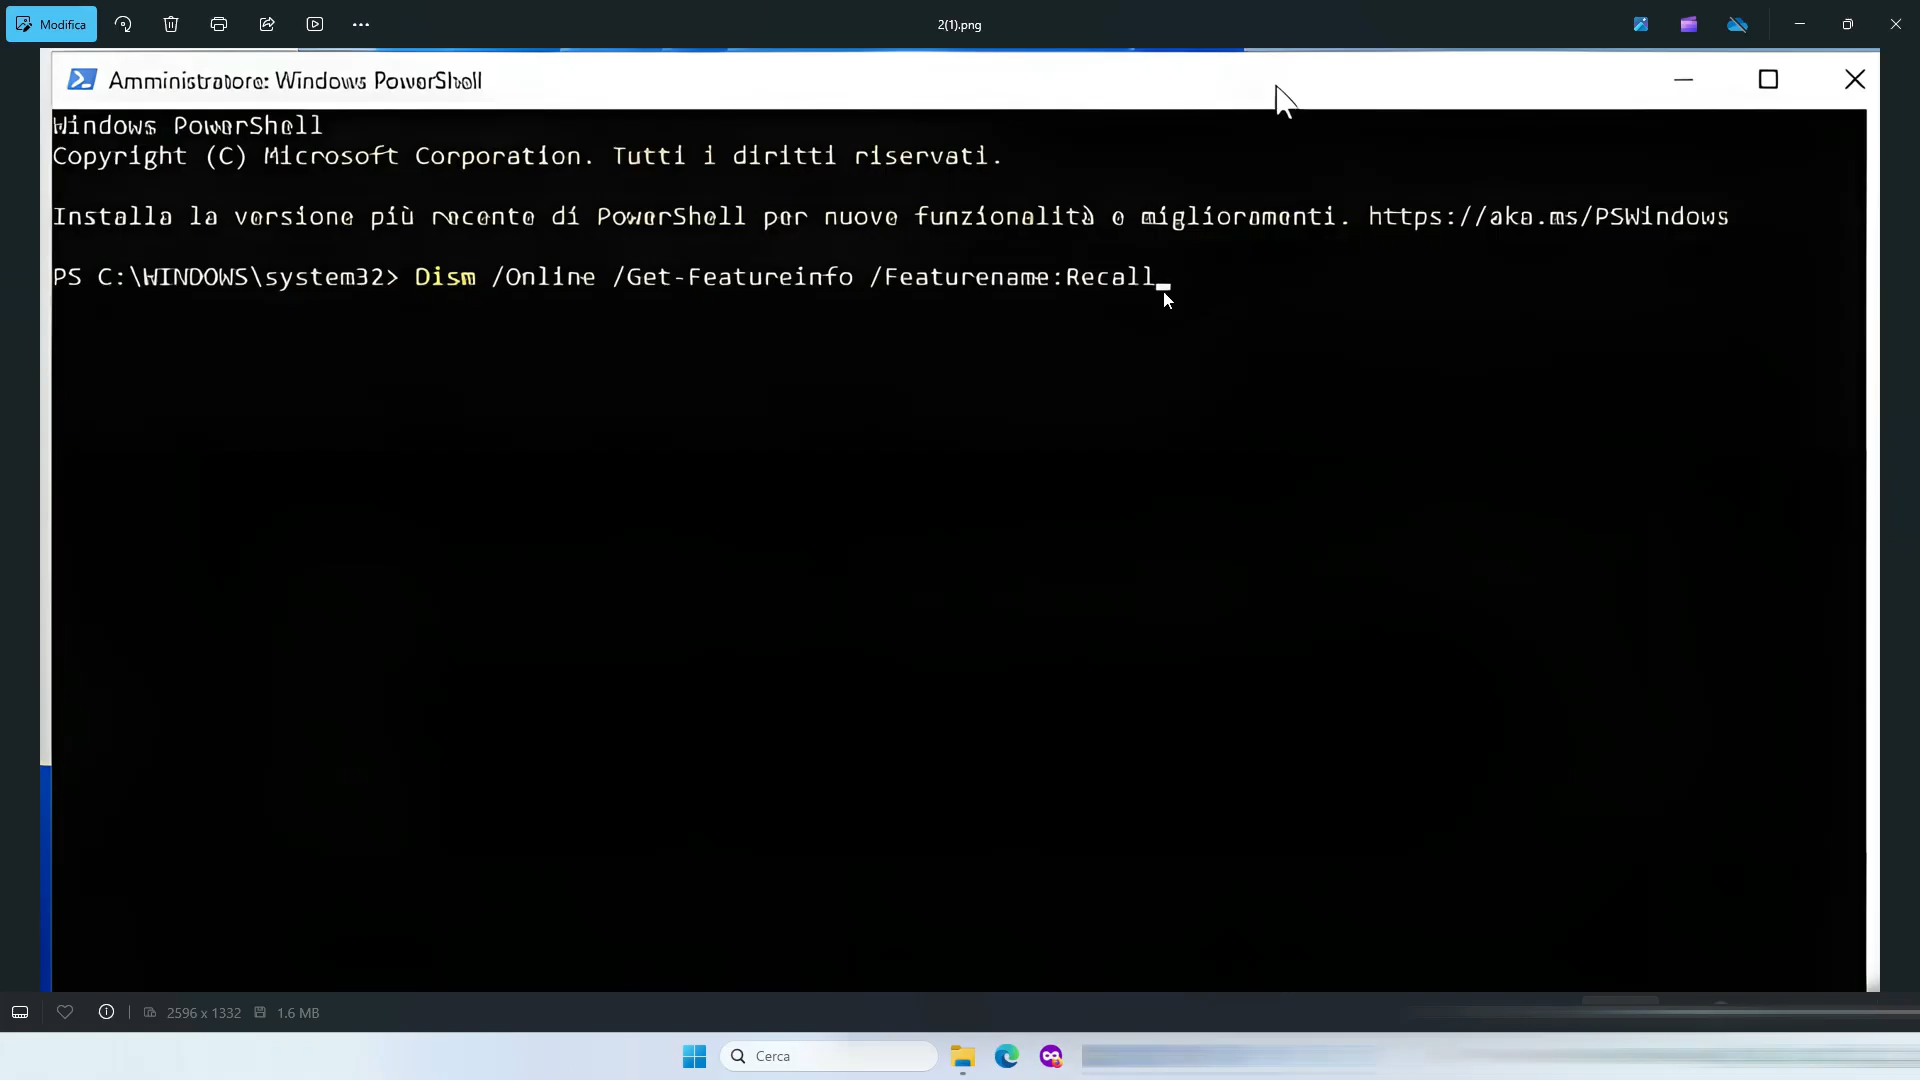 Modifica
2(1).png
Amministratore: Windows PowerShell
Windows PowerShell
Copyright (C) Microsoft Corporation. Tutti i diritti riservati.
Installa la versione più recente di PowerShell per nuove funzionalità e miglioramenti. https://aka.ms/PSWindows
PS C:\WINDOWS\system32> Dism /Online /Get-Featureinfo /Featurename:Recall
2596 x 1332 1.6 MB
Cerca